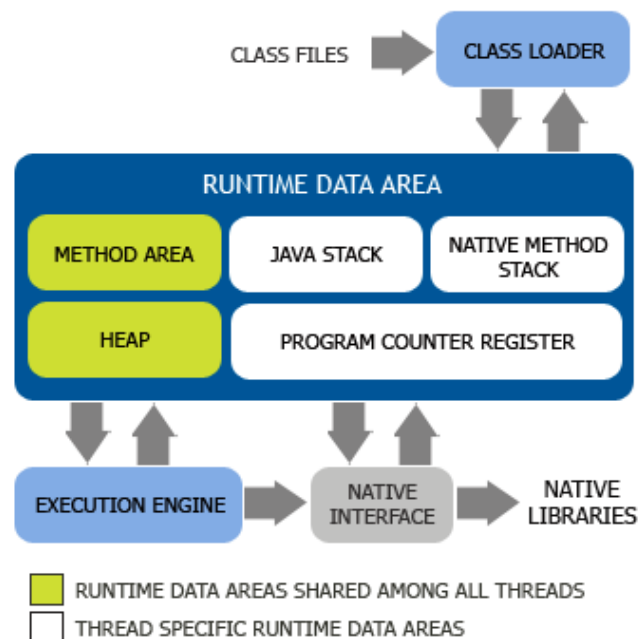 CLASS FILES
CLASS LOADER
RUNTIME DATA AREA
METHOD AREA
JAVA STACK
NATIVE METHOD
STACK
HEAP
PROGRAM COUNTER REGISTER
EXECUTION ENGINE
NATIVE
INTERFACE
NATIVE
LIBRARIES
RUNTIME DATA AREAS SHARED AMONG ALL THREADS
THREAD SPECIFIC RUNTIME DATA AREAS